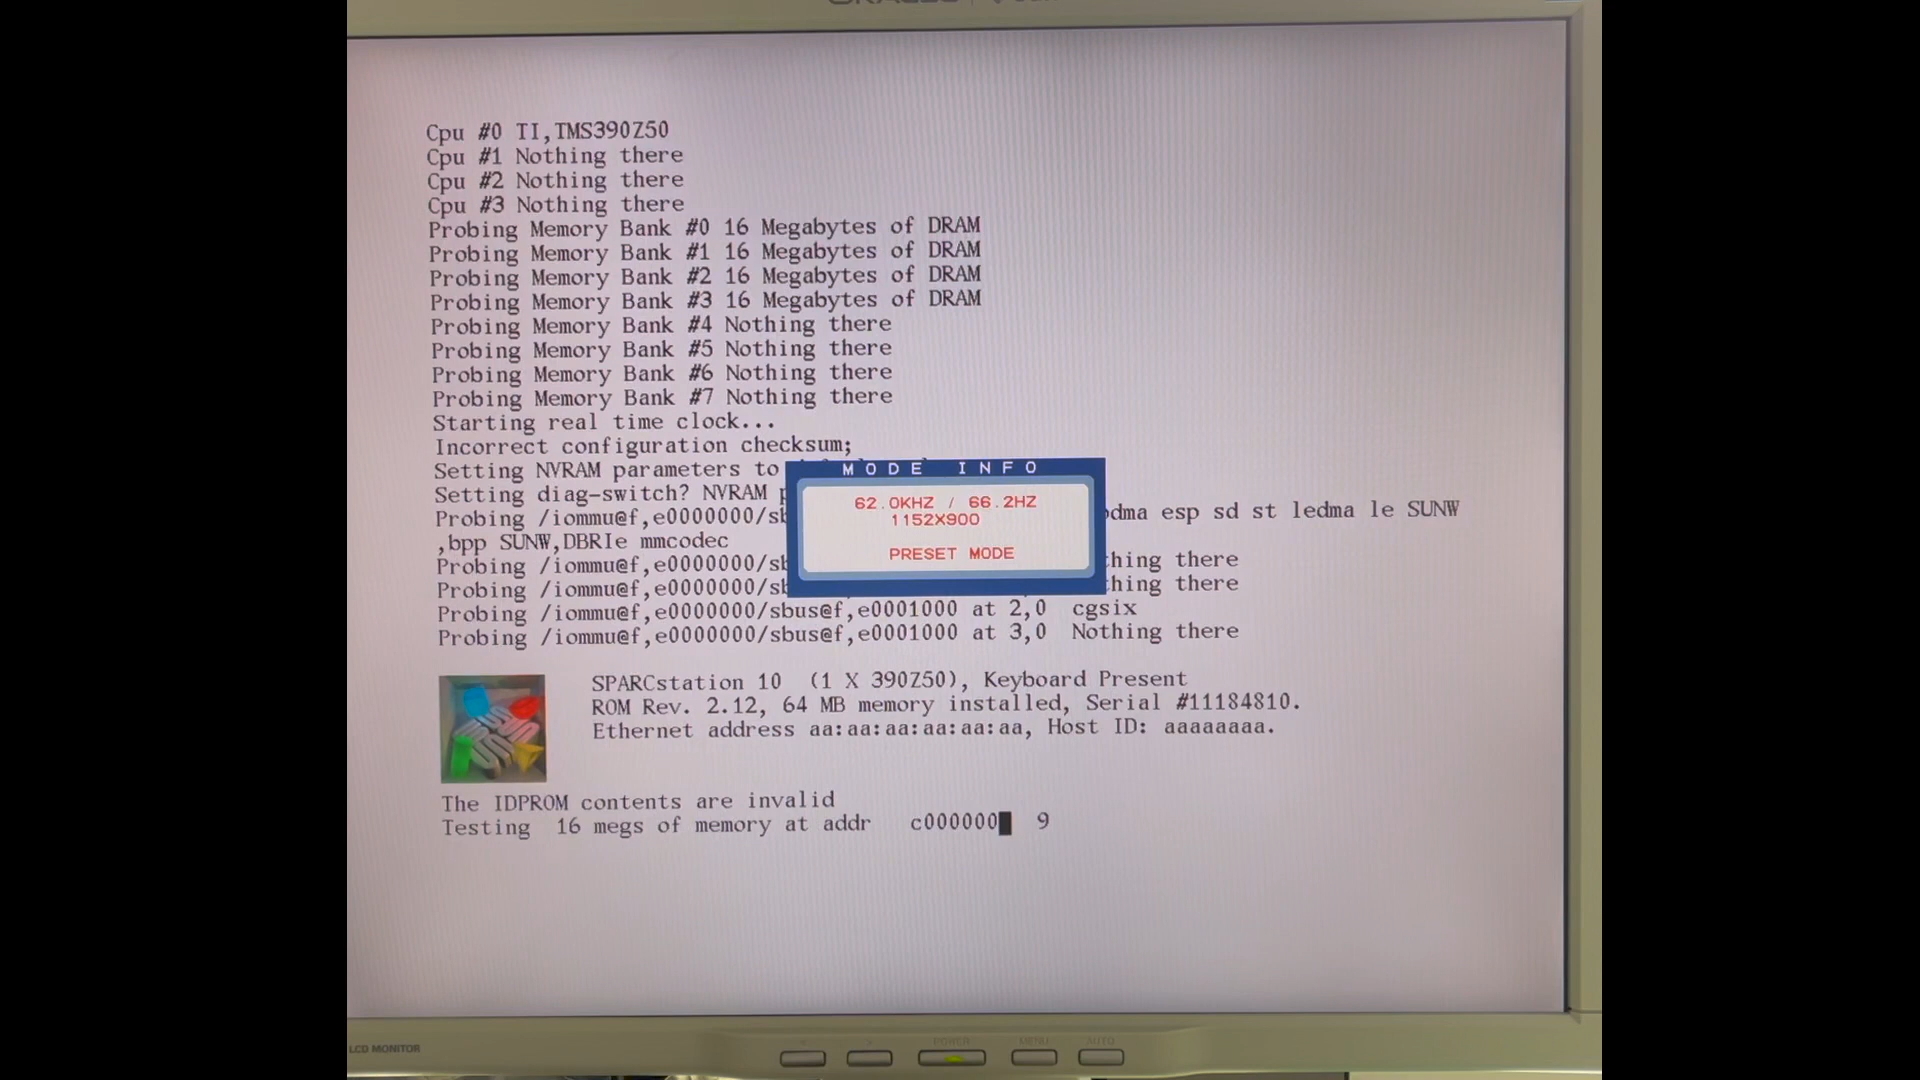 Cpu #0 TI,TMS390Z50
Cpu #1 Nothing there
Cpu #2 Nothing there
Cpu #3 Nothing there
Probing Memory Bank #0 16 Megabytes of DRAM
Probing Memory Bank #1 16 Megabytes of DRAM
Probing Memory Bank #2 16 Megabytes of DRAM
Probing Memory Bank #3 16 Megabytes of DRAM
Probing Memory Bank #4 Nothing there
Probing Memory Bank #5 Nothing there
Probing Memory Bank #6 Nothing there
Probing Memory Bank #7 Nothing there
Starting real time clock...
Incorrect configuration checksum;
Setting NVRAM parameters to
Setting diag-switch? NVRAM
MODE INFO
62.0KHZ / 66.2HZ
1152X900
PRESET MODE
Probing /iommu@f,e0000000/sb dma esp sd st ledma le SUNW
,bpp SUNW,DBRIe mmcodec
Probing /iommu@f,e0000000/sb hing there
Probing /iommu@f,e0000000/sb hing there
Probing /iommu@f,e0000000/sbus@f,e0001000 at 2,0 cgsix
Probing /iommu@f,e0000000/sbus@f,e0001000 at 3,0 Nothing there
SPARCstation 10 (1 X 390Z50), Keyboard Present
ROM Rev. 2.12, 64 MB memory installed, Serial #11184810.
Ethernet address aa:aa:aa:aa:aa:aa, Host ID: aaaaaaaa.
The IDPROM contents are invalid
Testing 16 megs of memory at addr c000000 9
LCD MONITOR
POWER
MENU
AUTO